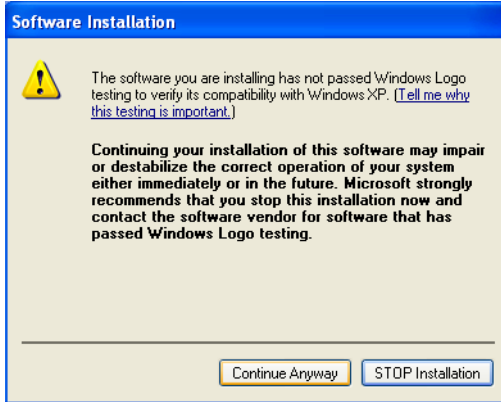 Software Installation
The software you are installing has not passed Windows Logo
testing to verify its compatibility with Windows XP. (Tell me why
this testing is important.)
Continuing your installation of this software may impair
or destabilize the correct operation of your system
either immediately or in the future. Microsoft strongly
recommends that you stop this installation now and
contact the software vendor for software that has
passed Windows Logo testing.
Continue Anyway
STOP Installation